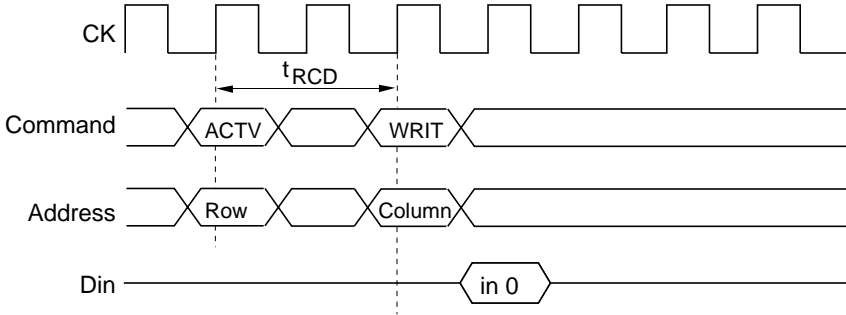 CK
tRCD
Command ACTV WRIT
Address Row Column
Din in 0